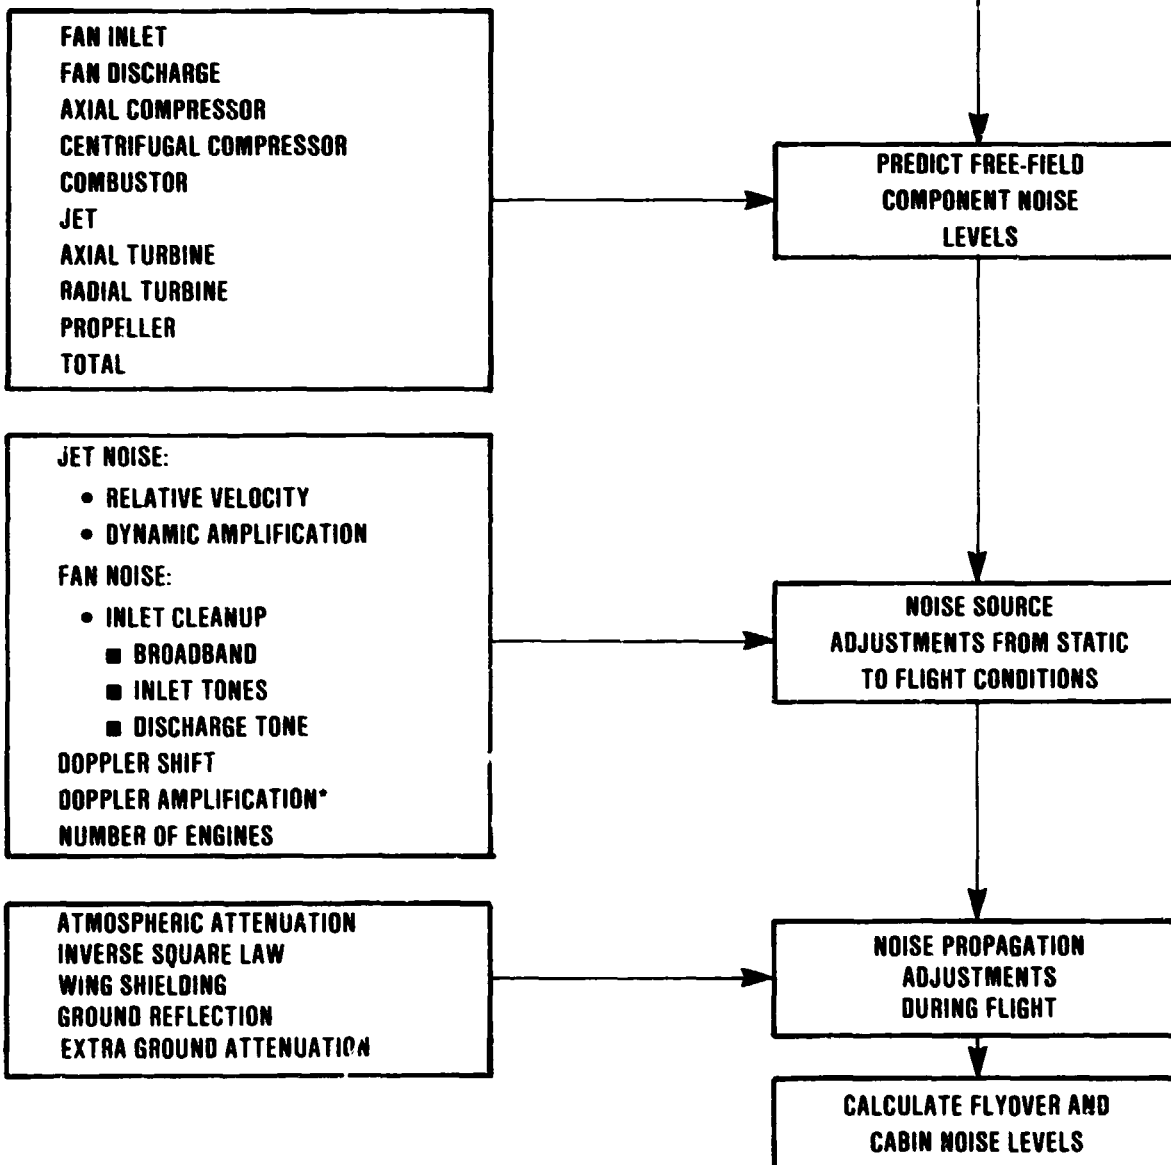 FAN INLET
FAN DISCHARGE
AXIAL COMPRESSOR
CENTRIFUGAL COMPRESSOR
COMBUSTOR
JET
AXIAL TURBINE
RADIAL TURBINE
PROPELLER
TOTAL
PREDICT FREE-FIELD
COMPONENT NOISE
LEVELS
JET NOISE:
• RELATIVE VELOCITY
• DYNAMIC AMPLIFICATION
FAN NOISE:
• INLET CLEANUP
■ BROADBAND
■ INLET TONES
■ DISCHARGE TONE
DOPPLER SHIFT
DOPPLER AMPLIFICATION*
NUMBER OF ENGINES
NOISE SOURCE
ADJUSTMENTS FROM STATIC
TO FLIGHT CONDITIONS
ATMOSPHERIC ATTENUATION
INVERSE SQUARE LAW
WING SHIELDING
GROUND REFLECTION
EXTRA GROUND ATTENUATION
NOISE PROPAGATION
ADJUSTMENTS
DURING FLIGHT
CALCULATE FLYOVER AND
CABIN NOISE LEVELS